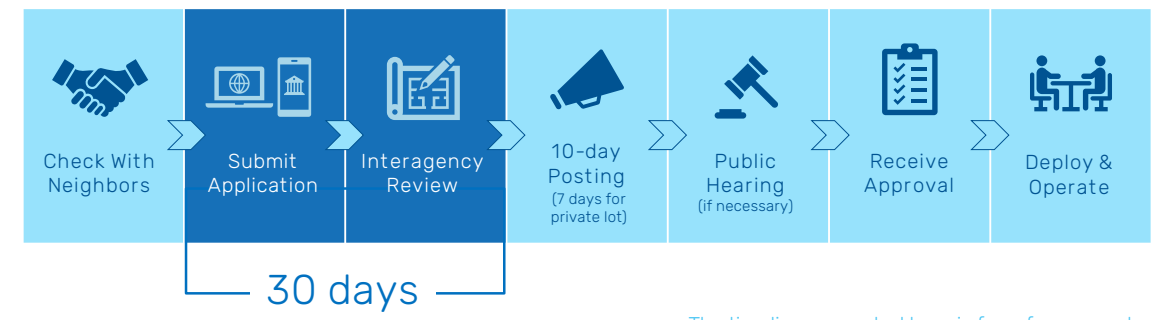 Check With
Neighbors
Submit
Application
Interagency
Review
10-day
Posting
(7 days for
private lot)
Public
Hearing
(if necessary)
Receive
Approval
Deploy &
Operate
30 days